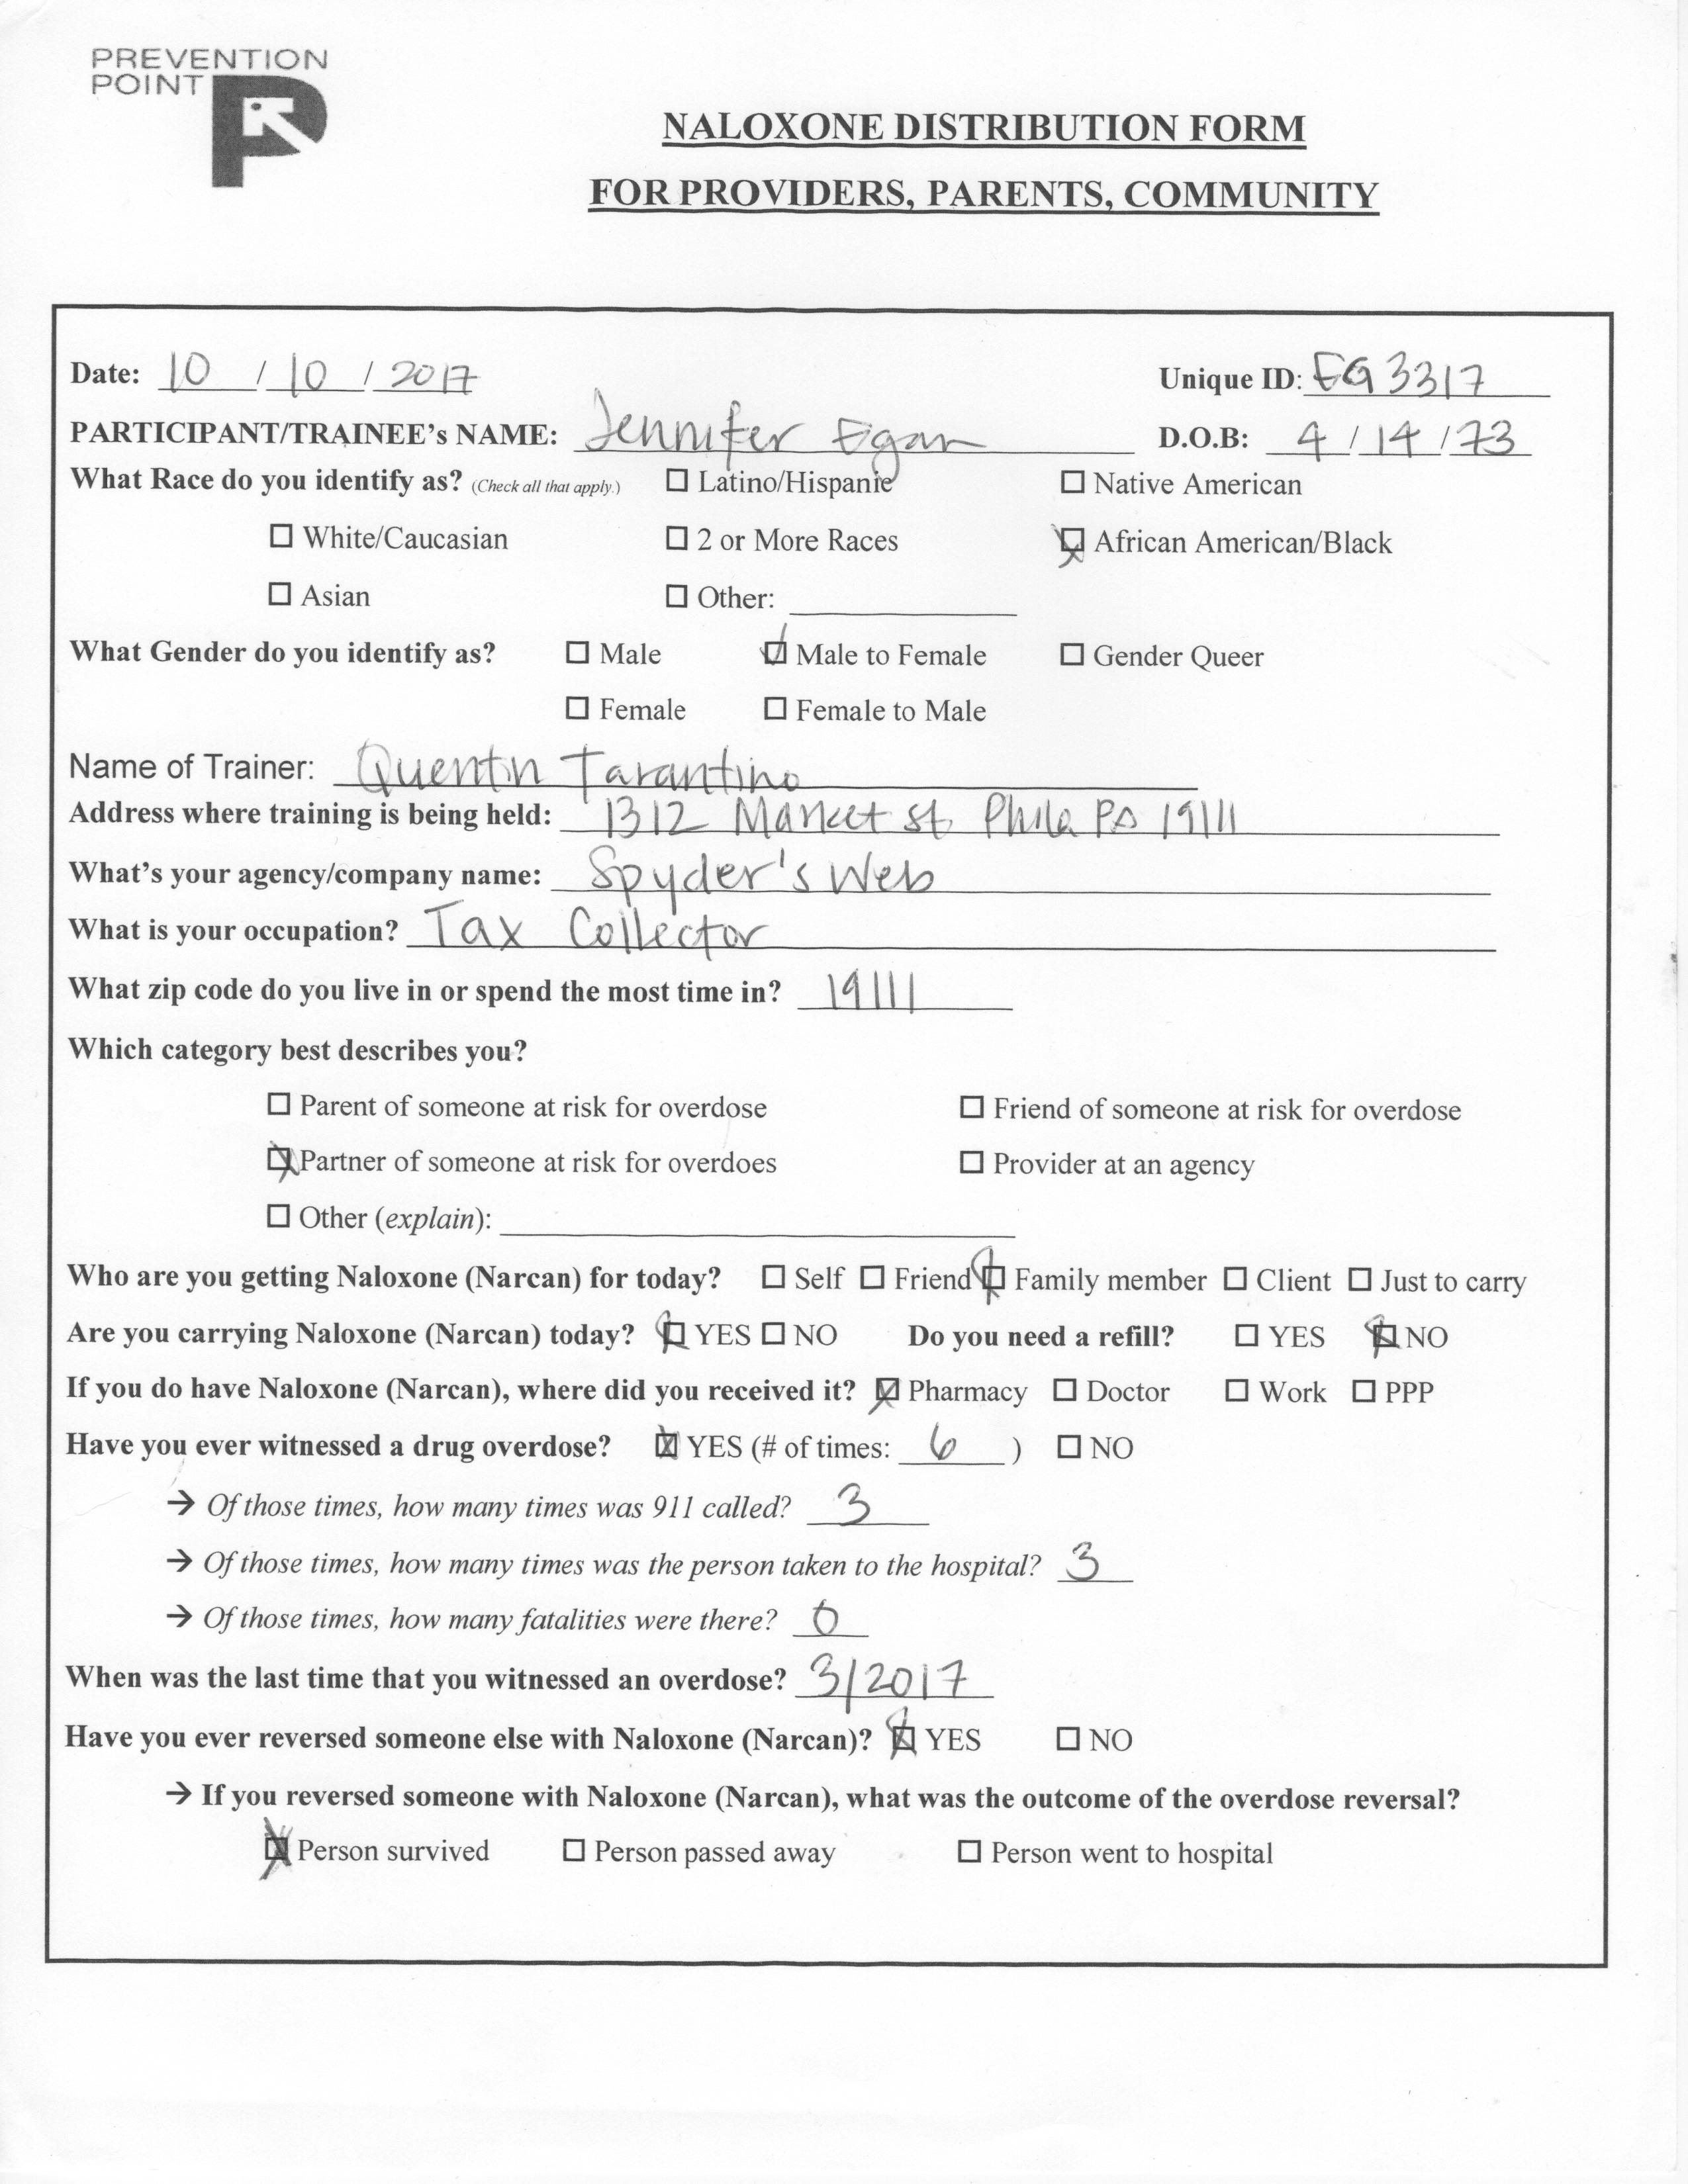 PREVENTION
POINT
NALOXONE DISTRIBUTION FORM
FOR PROVIDERS, PARENTS, COMMUNITY
Date: 10 / 10 / 2017 Unique ID: EG3317
PARTICIPANT/TRAINEE's NAME: Jennifer Egan D.O.B: 4 / 14 / 73
What Race do you identify as? (Check all that apply.) ☐ Latino/Hispanic ☐ Native American
☐ White/Caucasian ☐ 2 or More Races ☒ African American/Black
☐ Asian ☐ Other:
What Gender do you identify as? ☐ Male ☑ Male to Female ☐ Gender Queer
☐ Female ☐ Female to Male
Name of Trainer: Quentin Tarantino
Address where training is being held: 1312 Market St Phila PA 19111
What's your agency/company name: Spyder's Web
What is your occupation? Tax Collector
What zip code do you live in or spend the most time in? 19111
Which category best describes you?
☐ Parent of someone at risk for overdose ☐ Friend of someone at risk for overdose
☒ Partner of someone at risk for overdoes ☐ Provider at an agency
☐ Other (explain):
Who are you getting Naloxone (Narcan) for today? ☐ Self ☐ Friend ☒ Family member ☐ Client ☐ Just to carry
Are you carrying Naloxone (Narcan) today? ☒ YES ☐ NO Do you need a refill? ☐ YES ☒ NO
If you do have Naloxone (Narcan), where did you received it? ☒ Pharmacy ☐ Doctor ☐ Work ☐ PPP
Have you ever witnessed a drug overdose? ☒ YES (# of times: 6 ) ☐ NO
→ Of those times, how many times was 911 called? 3
→ Of those times, how many times was the person taken to the hospital? 3
→ Of those times, how many fatalities were there? 0
When was the last time that you witnessed an overdose? 3/2017
Have you ever reversed someone else with Naloxone (Narcan)? ☒ YES ☐ NO
→ If you reversed someone with Naloxone (Narcan), what was the outcome of the overdose reversal?
☒ Person survived ☐ Person passed away ☐ Person went to hospital